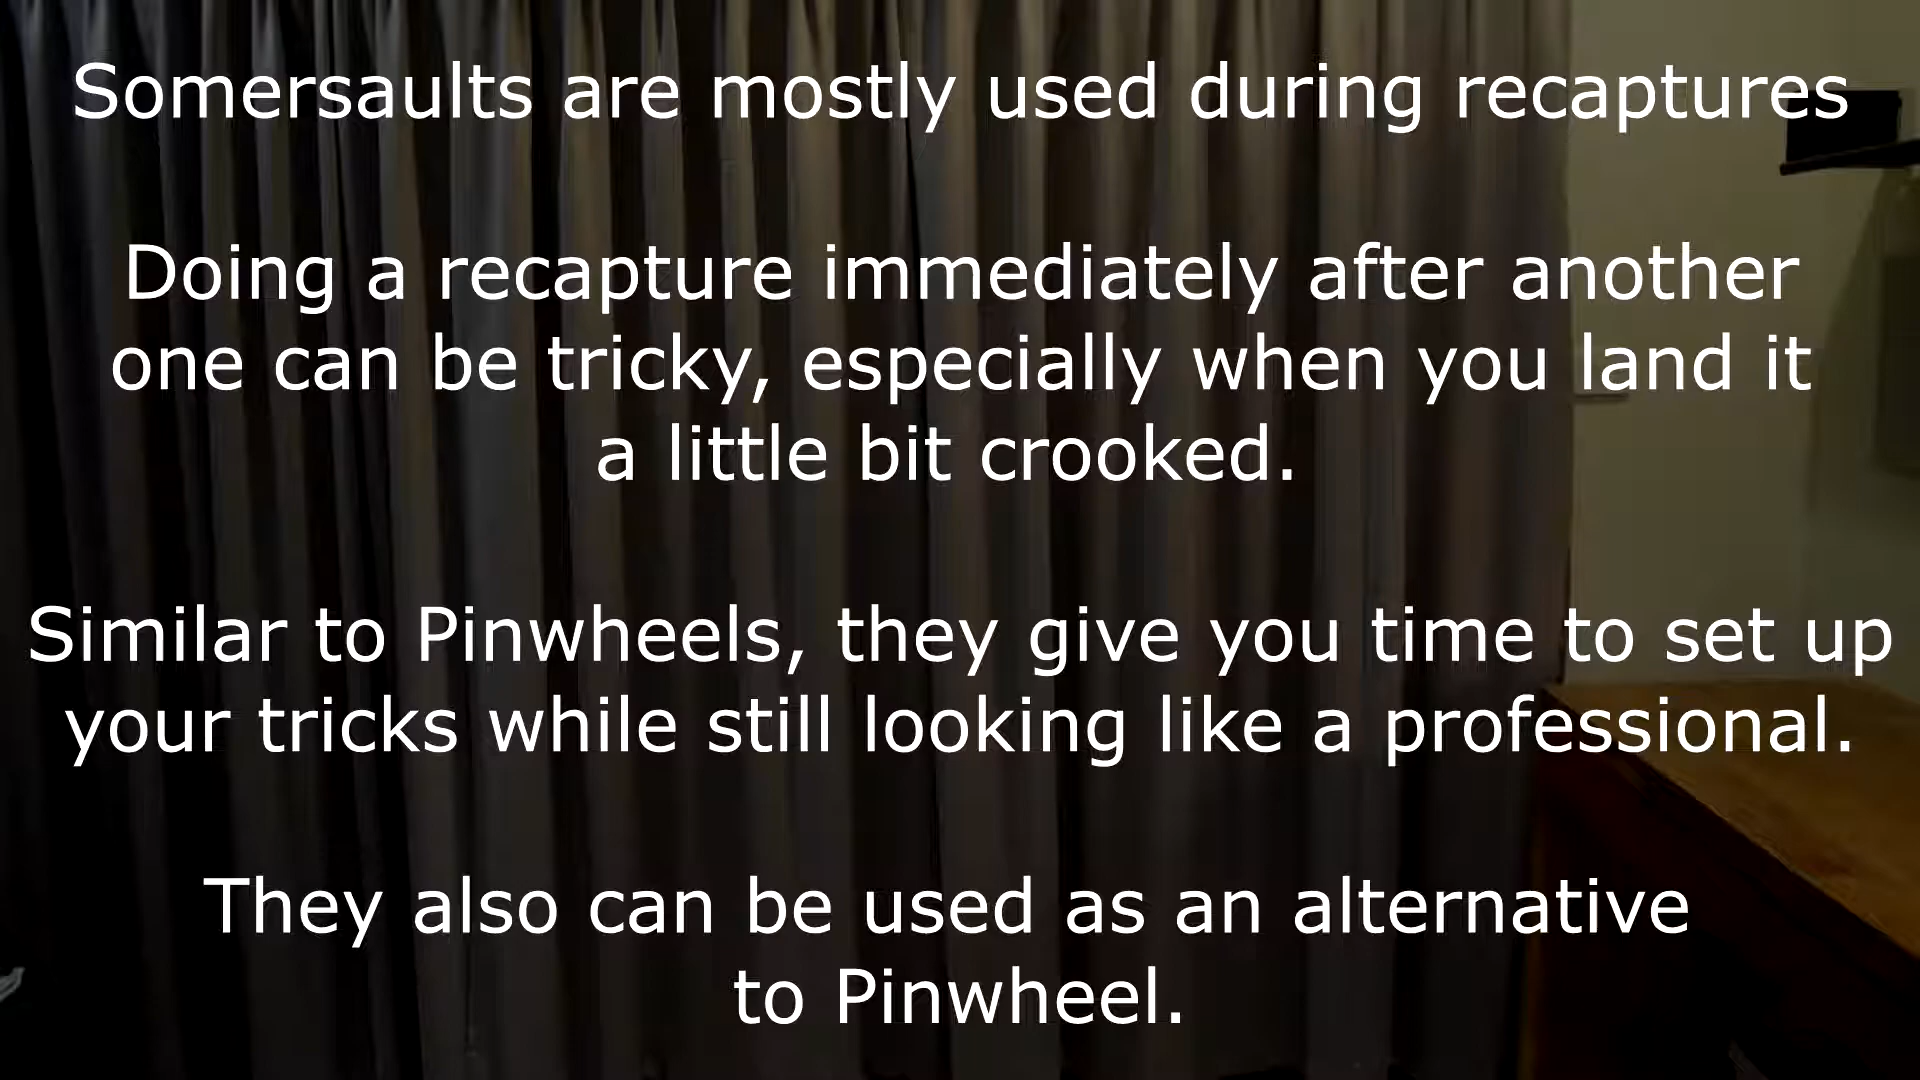 Somersaults are mostly used during recaptures
Doing a recapture immediately after another
one can be tricky, especially when you land it
a little bit crooked.
Similar to Pinwheels, they give you time to set up
your tricks while still looking like a professional.
They also can be used as an alternative
to Pinwheel.